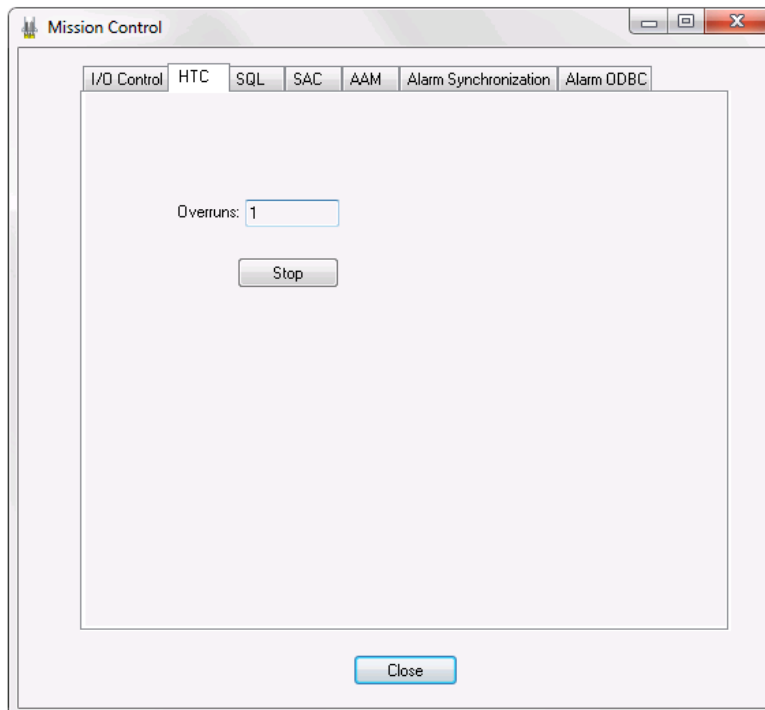 Mission Control
I/O Control HTC SQL SAC AAM Alarm Synchronization Alarm ODBC
Overruns: 1
Stop
Close